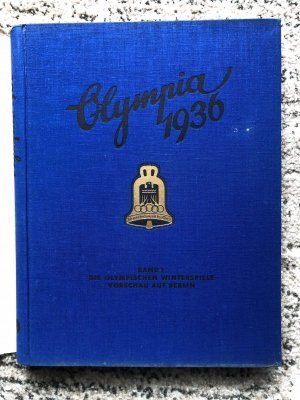 Olympia
1936
BAND I
DIE OLYMPISCHEN WINTERSPIELE
VORSCHAU AUF BERLIN